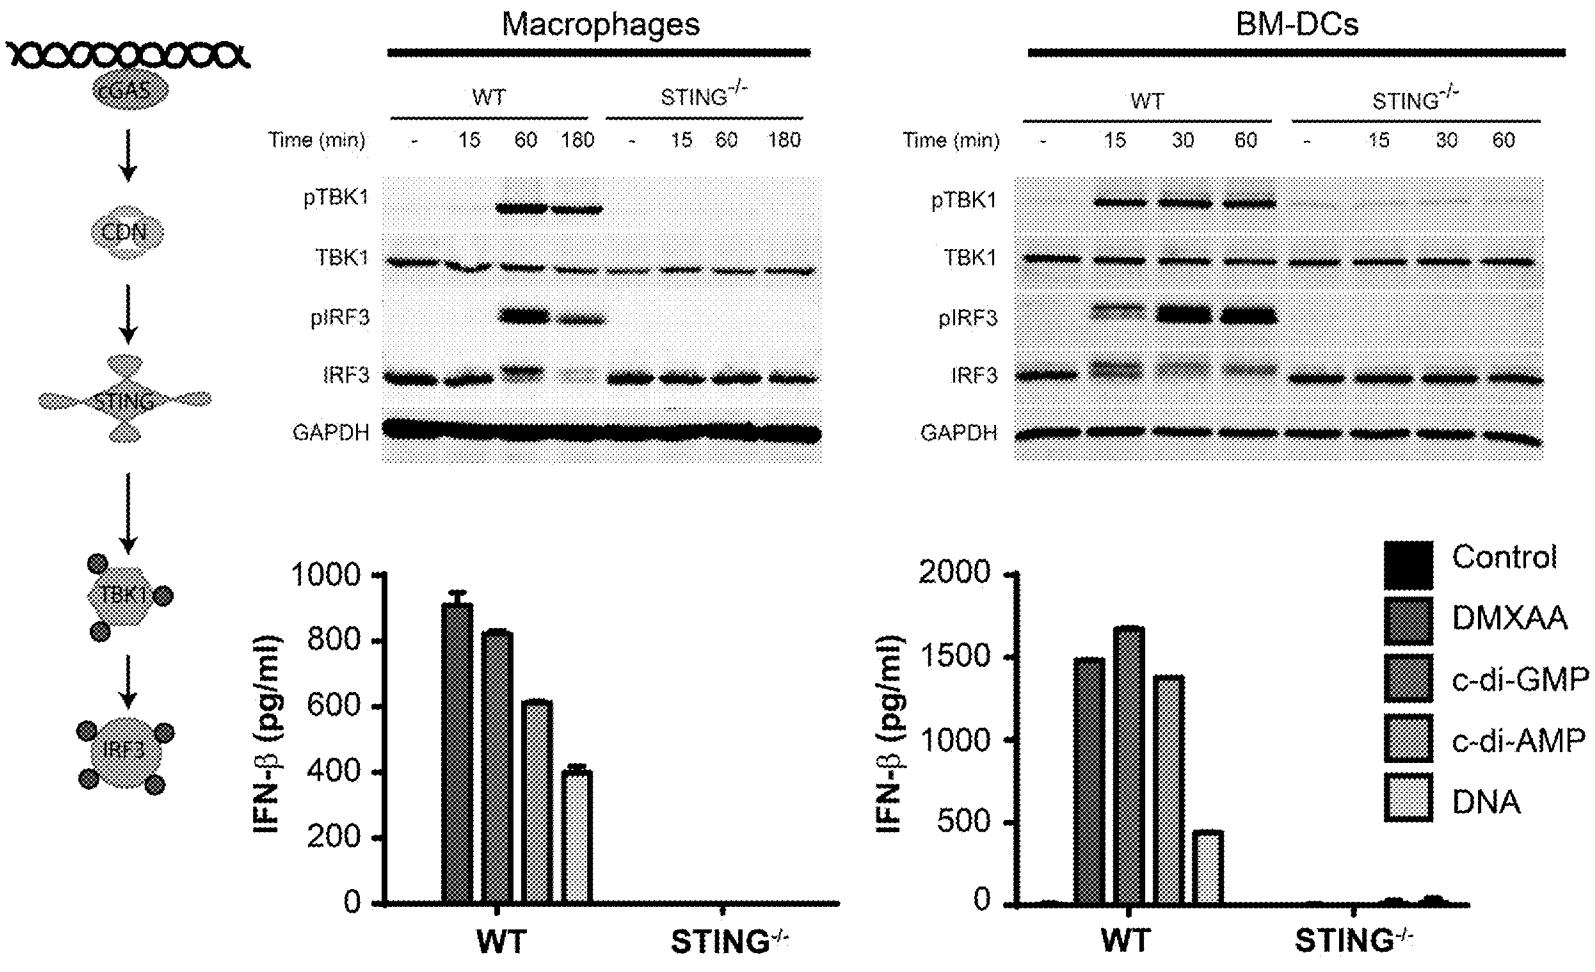 Macrophages
WT STING-/-
Time (min) - 15 60 180 - 15 60 180
pTBK1
TBK1
pIRF3
IRF3
GAPDH
BM-DCs
WT STING-/-
Time (min) - 15 30 60 - 15 30 60
pTBK1
TBK1
pIRF3
IRF3
GAPDH
cGAS
CDN
STING
TBK1
IRF3
IFN-β (pg/ml)
1000
800
600
400
200
0
WT STING-/-
IFN-β (pg/ml)
2000
1500
1000
500
0
WT STING-/-
Control
DMXAA
c-di-GMP
c-di-AMP
DNA